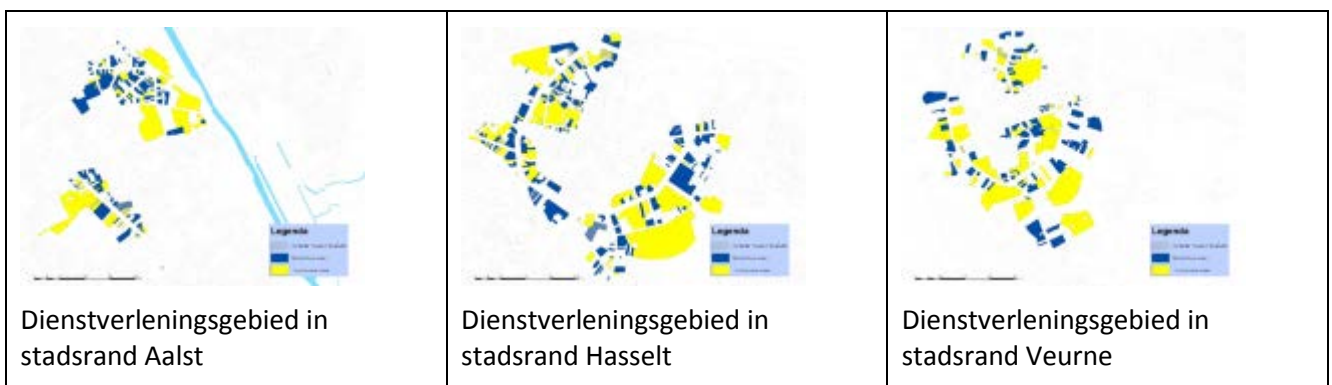 Legenda
Legenda
Legenda
Dienstverleningsgebied in
stadsrand Aalst
Dienstverleningsgebied in
stadsrand Hasselt
Dienstverleningsgebied in
stadsrand Veurne